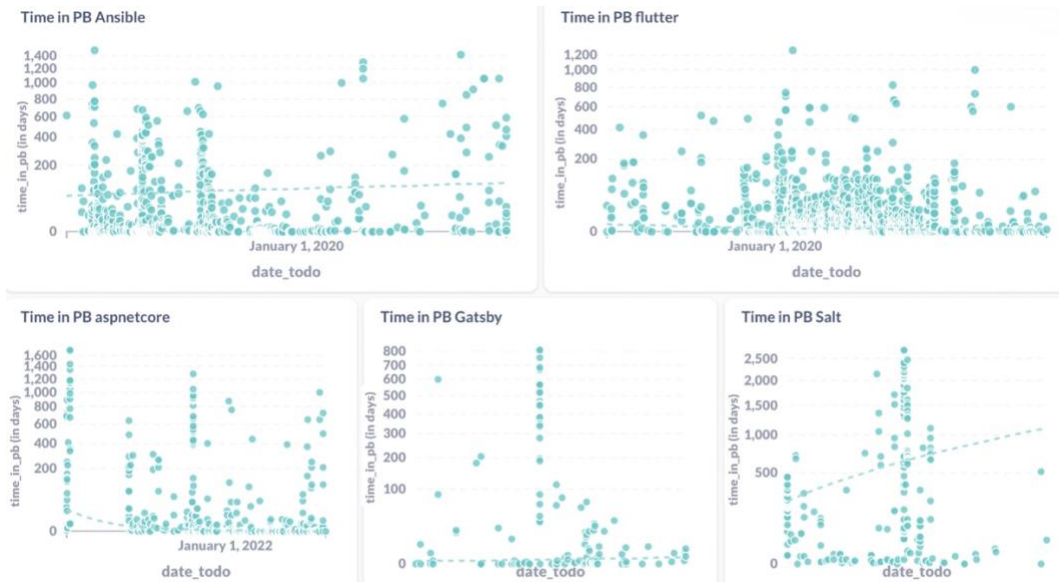 Time in PB Ansible
time_in_pb (in days)
1,400
1,200
1,000
800
600
400
200
0
January 1, 2020
date_todo
Time in PB flutter
time_in_pb (in days)
1,200
1,000
800
600
400
200
0
January 1, 2020
date_todo
Time in PB aspnetcore
time_in_pb (in days)
1,600
1,400
1,200
1,000
800
600
400
200
0
January 1, 2022
date_todo
Time in PB Gatsby
time_in_pb (in days)
800
700
600
500
400
300
200
100
0
date_todo
Time in PB Salt
time_in_pb (in days)
2,500
2,000
1,500
1,000
500
0
date_todo